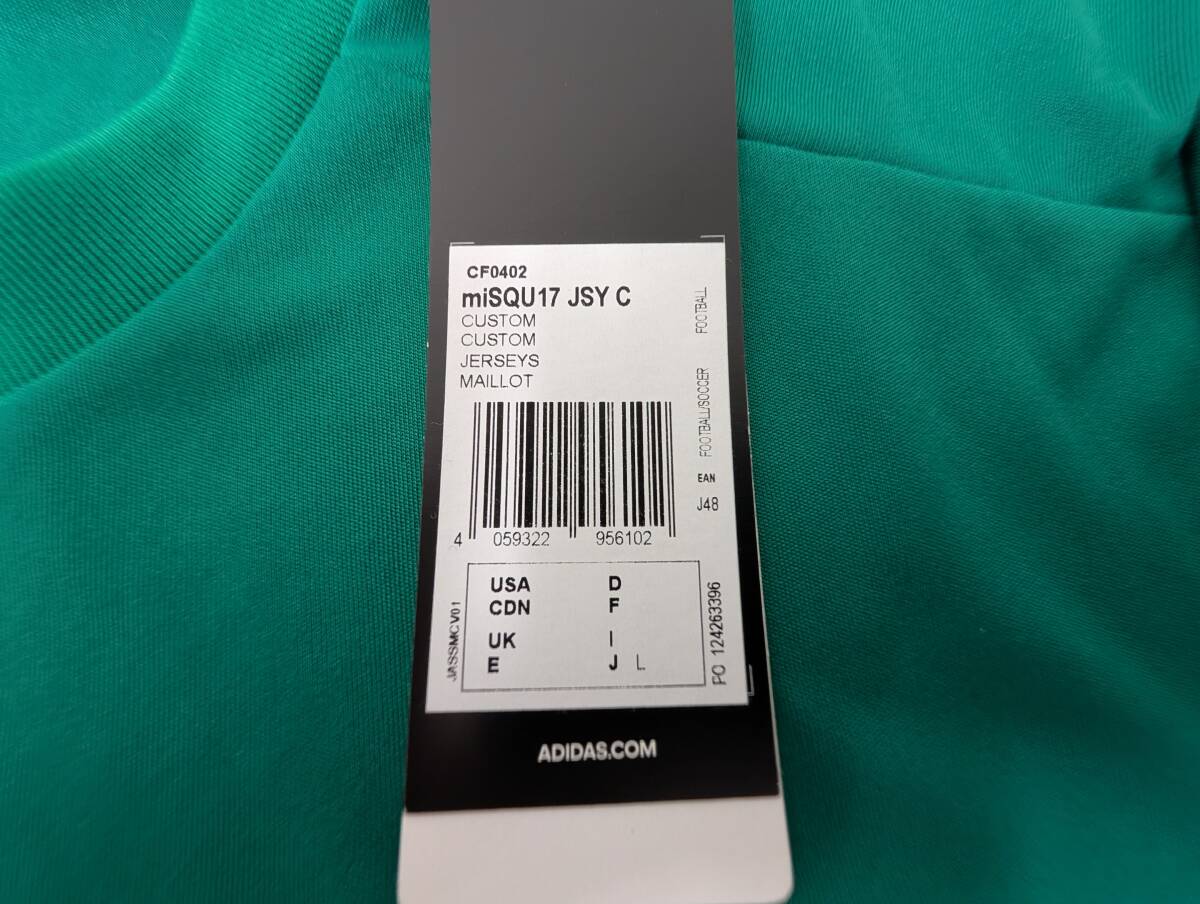 CF0402
miSQU17 JSY C
CUSTOM
CUSTOM
JERSEYS
MAILLOT
FOOTBALL
FOOTBALL/SOCCER
EAN
J48
4 059322 956102
USA D
CDN F
UK I
E J L
JASSMCV01
PO 124263396
ADIDAS.COM